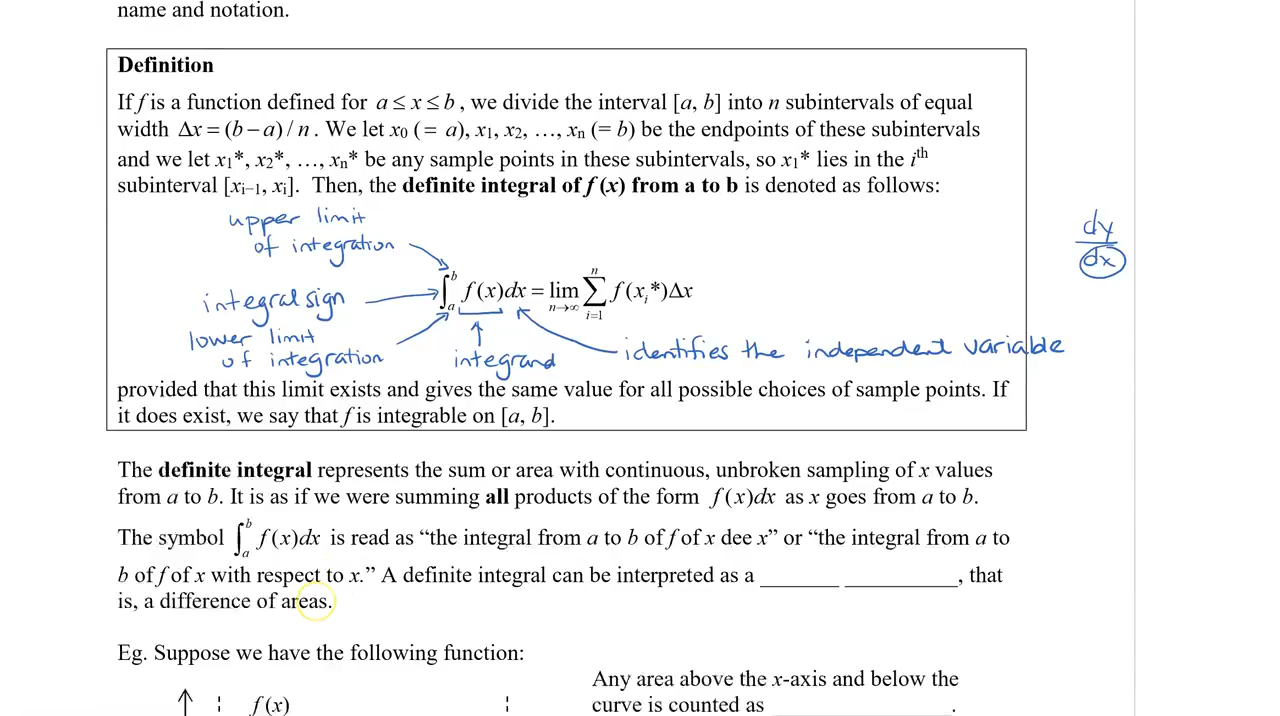 name and notation.
Definition
If f is a function defined for a ≤ x ≤ b , we divide the interval [a, b] into n subintervals of equal
width Δx = (b − a) / n . We let x₀ ( = a), x₁, x₂, …, xₙ (= b) be the endpoints of these subintervals
and we let x₁*, x₂*, …, xₙ* be any sample points in these subintervals, so x₁* lies in the iᵗʰ
subinterval [xᵢ₋₁, xᵢ]. Then, the definite integral of f (x) from a to b is denoted as follows:
upper limit
of integration
integral sign
lower limit
of integration
∫ₐᵇ f(x)dx = lim n→∞ ∑ i=1 n f(xᵢ*)Δx
integrand
identifies the independent variable
dy
dx
provided that this limit exists and gives the same value for all possible choices of sample points. If
it does exist, we say that f is integrable on [a, b].
The definite integral represents the sum or area with continuous, unbroken sampling of x values
from a to b. It is as if we were summing all products of the form f(x)dx as x goes from a to b.
The symbol ∫ₐᵇ f(x)dx is read as “the integral from a to b of f of x dee x” or “the integral from a to
b of f of x with respect to x.” A definite integral can be interpreted as a _______ __________, that
is, a difference of areas.
Eg. Suppose we have the following function:
f(x)
Any area above the x-axis and below the
curve is counted as ________________.